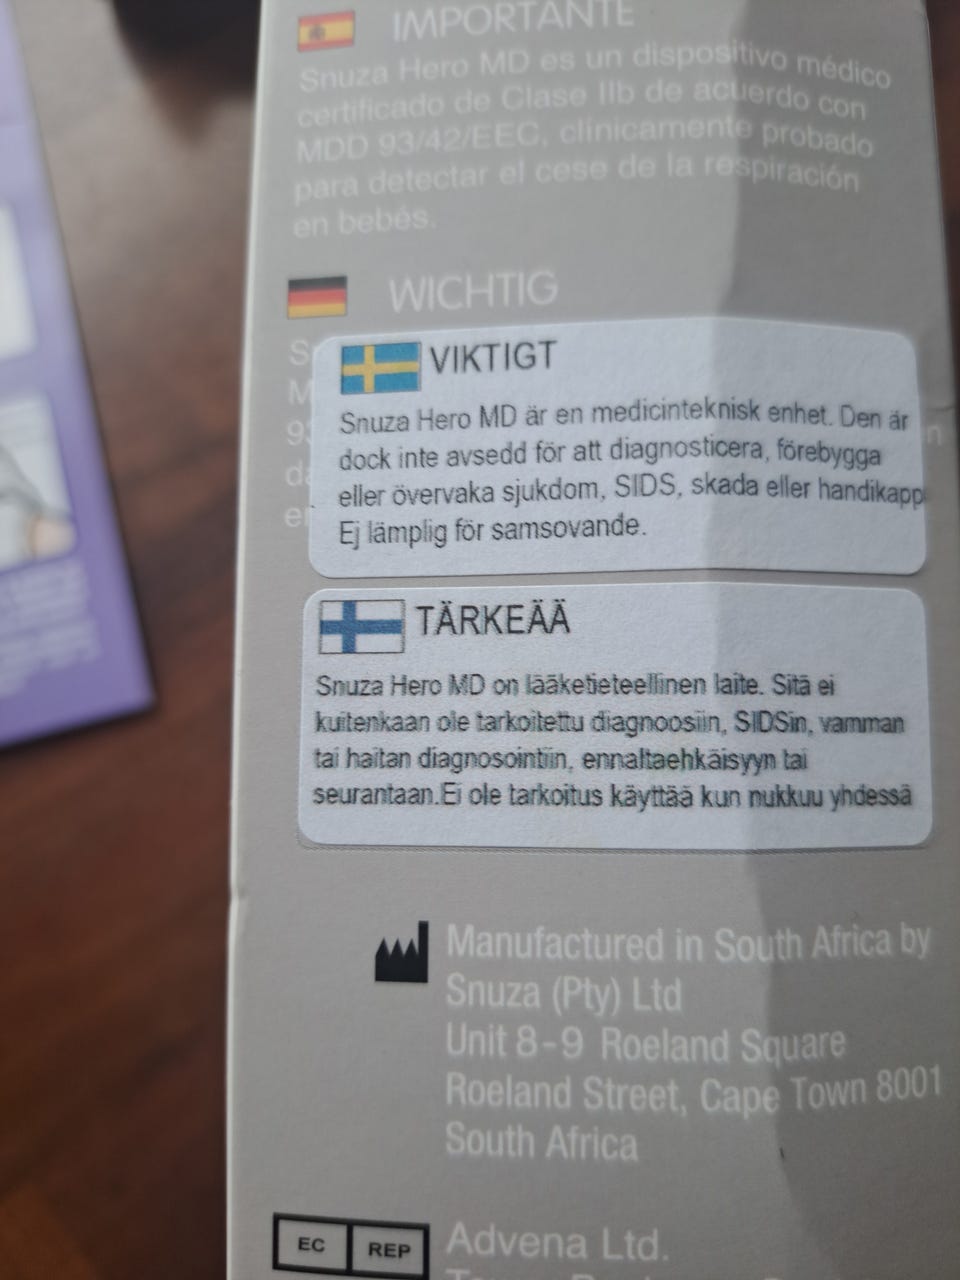 IMPORTANTE
Snuza Hero MD es un dispositivo médico
certificado de Clase IIb de acuerdo con
MDD 93/42/EEC, clínicamente probado
para detectar el cese de la respiración
en bebés.
WICHTIG
VIKTIGT
Snuza Hero MD är en medicinteknisk enhet. Den är
dock inte avsedd för att diagnosticera, förebygga
eller övervaka sjukdom, SIDS, skada eller handikapp
Ej lämplig för samsovande.
TÄRKEÄÄ
Snuza Hero MD on lääketieteellinen laite. Sitä ei
kuitenkaan ole tarkoitettu diagnoosiin, SIDSin, vamman
tai haitan diagnosointiin, ennaltaehkäisyyn tai
seurantaan.Ei ole tarkoitus käyttää kun nukkuu yhdessä
Manufactured in South Africa by
Snuza (Pty) Ltd
Unit 8-9 Roeland Square
Roeland Street, Cape Town 8001
South Africa
EC REP
Advena Ltd.